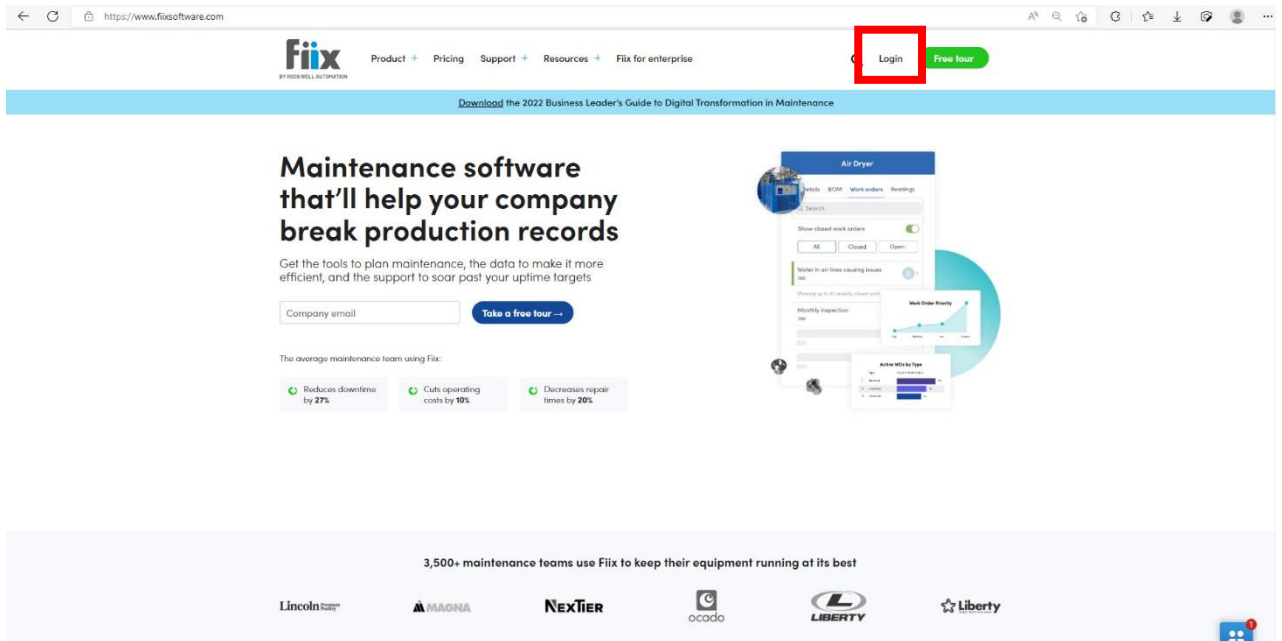 https://www.fiixsoftware.com
Fiix
BY ROCKWELL AUTOMATION
Product + Pricing Support + Resources + Fiix for enterprise
Login
Free tour
Download the 2022 Business Leader's Guide to Digital Transformation in Maintenance
Maintenance software
that'll help your company
break production records
Get the tools to plan maintenance, the data to make it more
efficient, and the support to soar past your uptime targets
Company email
Take a free tour →
The average maintenance team using Fiix:
Reduces downtime
by 27%
Cuts operating
costs by 10%
Decreases repair
times by 20%
Air Dryer
BOM Work orders Readings
Search
Show closed work orders
All Closed Open
Water in air lines causing issues
Monthly inspection
Work Order Priority
Active WOs by Type
3,500+ maintenance teams use Fiix to keep their equipment running at its best
Lincoln
MAGNA
NEXTIER
ocado
LIBERTY
Liberty
1